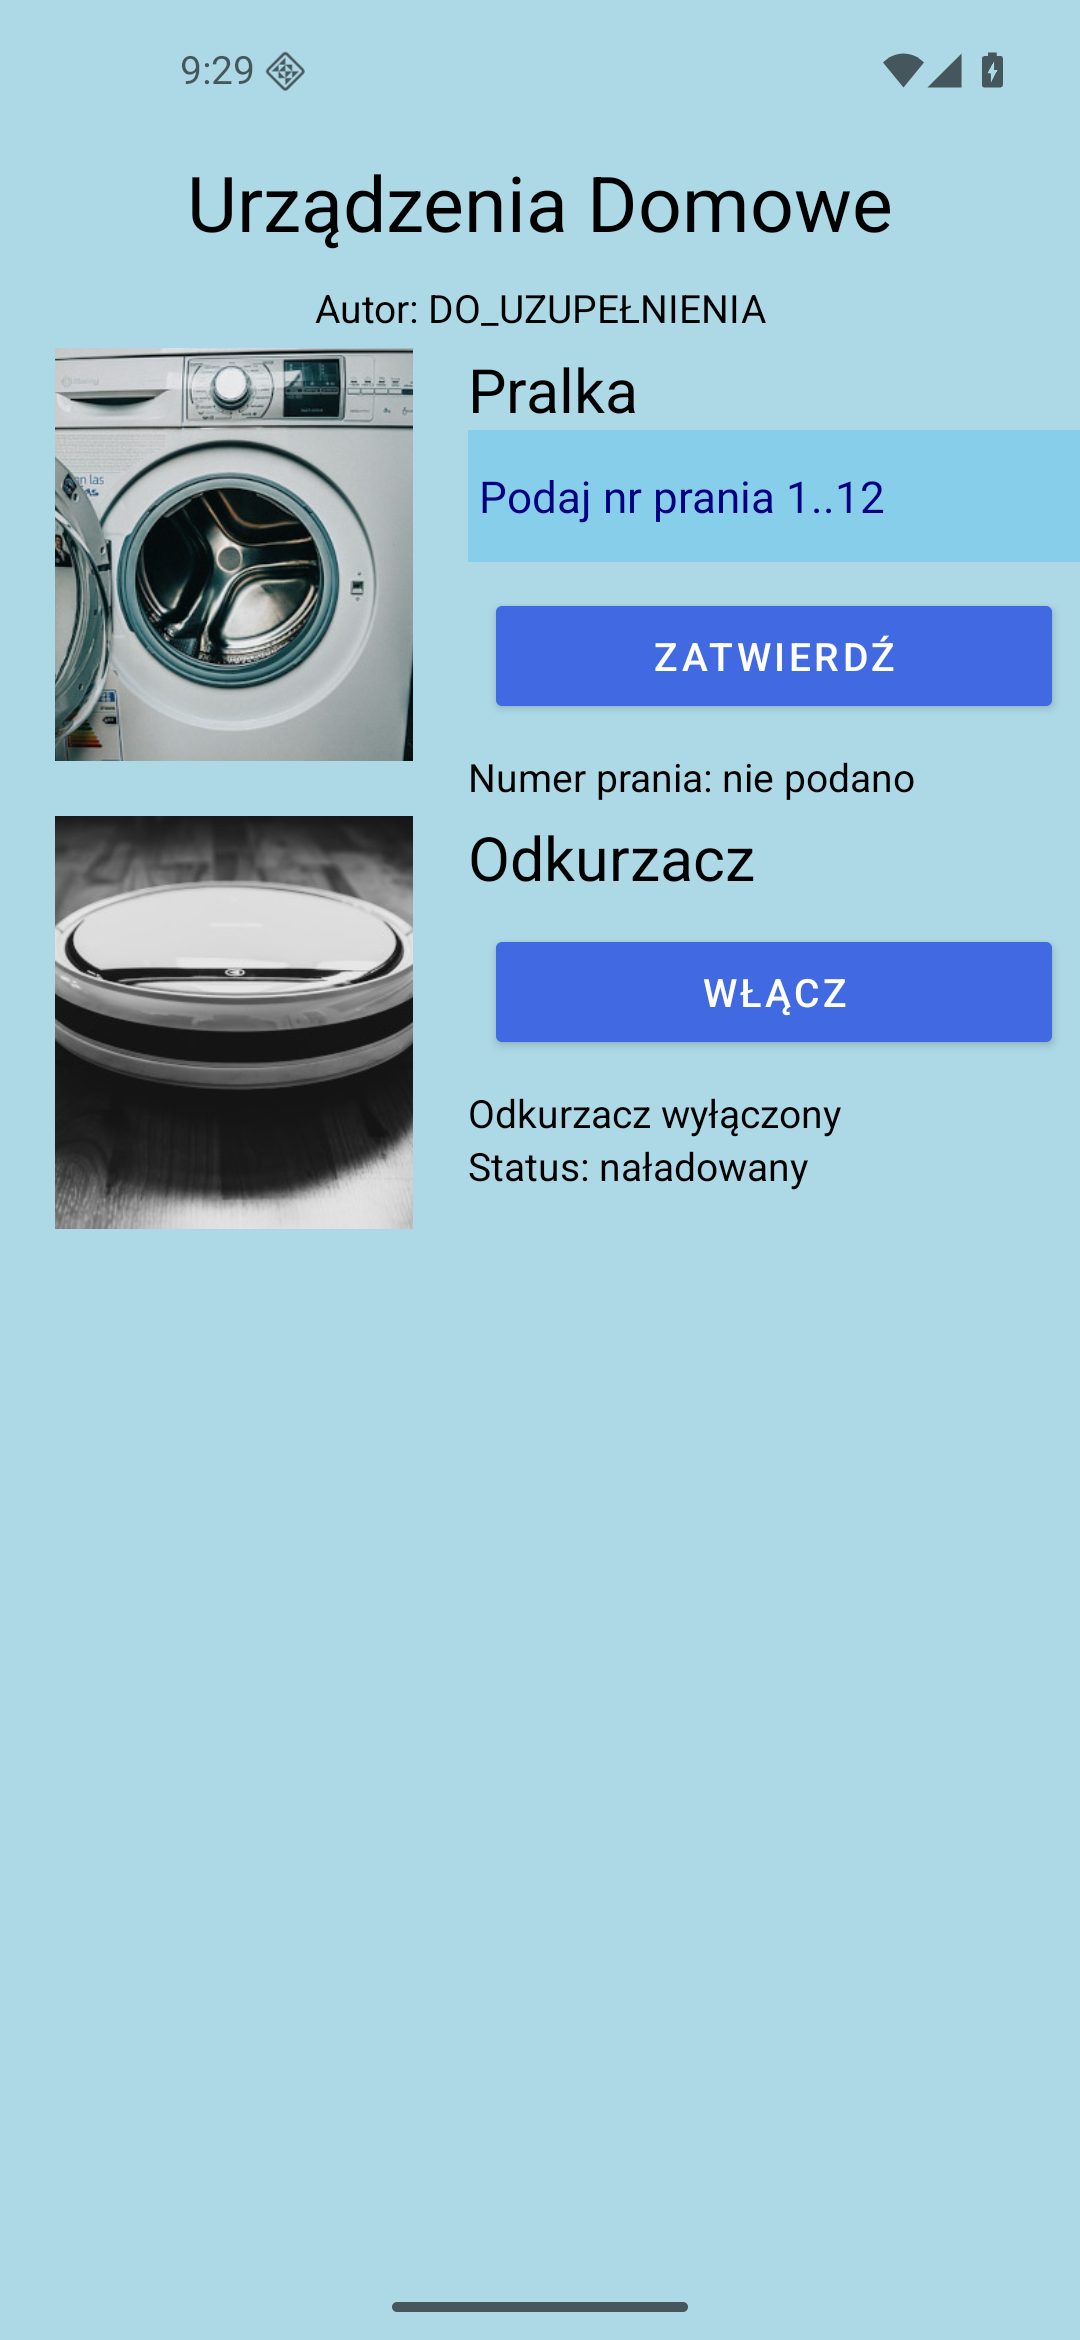 9:29
Urządzenia Domowe
Autor: DO_UZUPEŁNIENIA
Pralka
Podaj nr prania 1..12
ZATWIERDŹ
Numer prania: nie podano
Odkurzacz
WŁĄCZ
Odkurzacz wyłączony
Status: naładowany